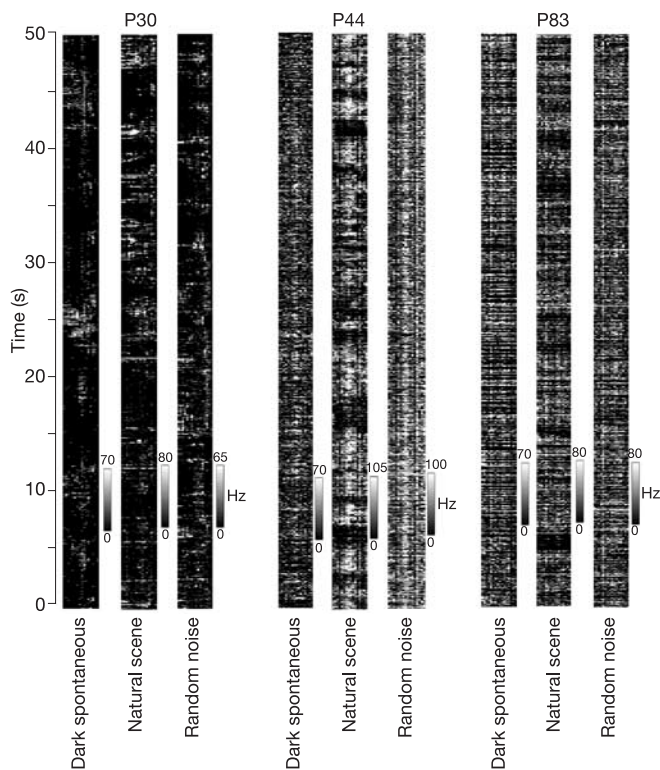 P30
P44
P83
50
40
30
20
10
0
Time (s)
70
0
80
0
65
0
Hz
70
0
105
0
100
0
Hz
70
0
80
0
80
0
Hz
Dark spontaneous
Natural scene
Random noise
Dark spontaneous
Natural scene
Random noise
Dark spontaneous
Natural scene
Random noise